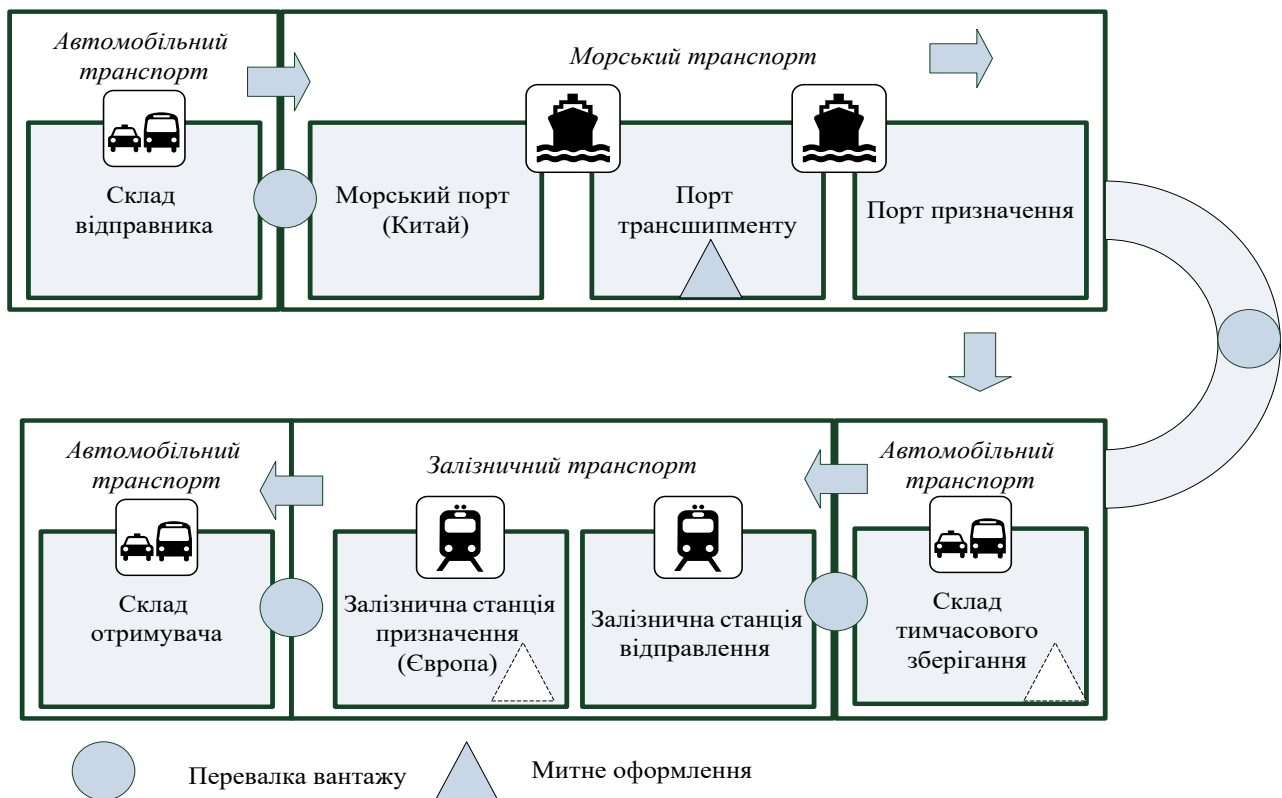 Автомобільний
транспорт
Морський транспорт
Склад
відправника
Морський порт
(Китай)
Порт
трансшипменту
Порт призначення
Автомобільний
транспорт
Залізничний транспорт
Автомобільний
транспорт
Склад
отримувача
Залізнична станція
призначення
(Європа)
Залізнична станція
відправлення
Склад
тимчасового
зберігання
Перевалка вантажу
Митне оформлення